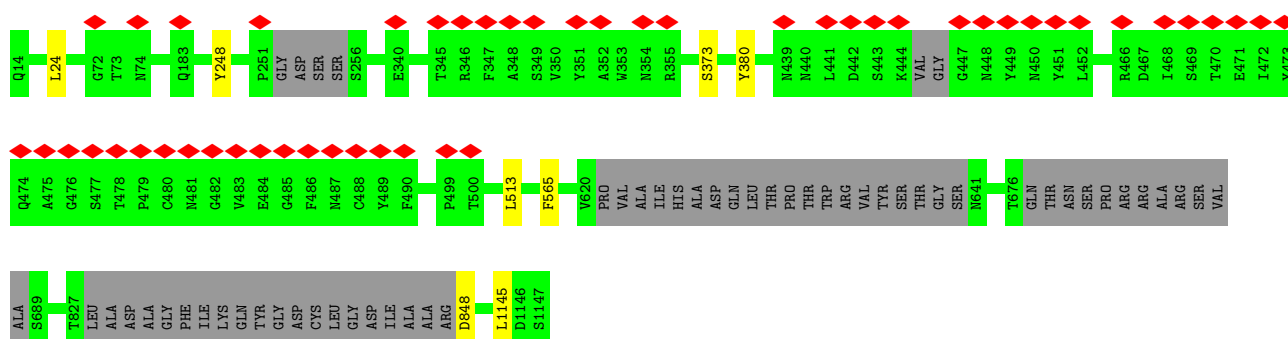 Q14 L24 G72 T73 N74 Q183 Y248 P251 GLY ASP SER SER S256 E340 T345 R346 F347 A348 S349 V350 Y351 A352 W353 N354 R355 S373 Y380 N439 N440 L441 D442 S443 K444 VAL GLY G447 N448 Y449 N450 Y451 L452 R466 D467 I468 S469 T470 E471 I472
Q474 A475 G476 S477 T478 P479 C480 N481 G482 V483 E484 G485 F486 N487 C488 Y489 F490 P499 T500 L513 F565 V620 PRO VAL ALA ILE HIS ALA ASP GLN LEU THR PRO THR TRP ARG VAL TYR SER THR GLY SER N641 T676 GLN THR ASN SER PRO ARG ARG ALA ARG SER VAL
ALA S689 T827 LEU ALA ASP ALA GLY PHE ILE LYS GLN TYR GLY ASP CYS LEU GLY ASP ILE ALA ALA ARG D848 L1145 D1146 S1147